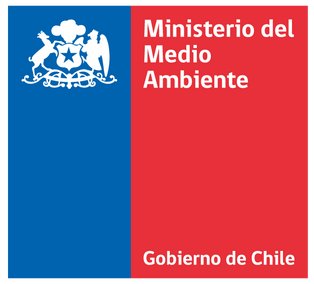 Ministerio del
Medio
Ambiente
Gobierno de Chile